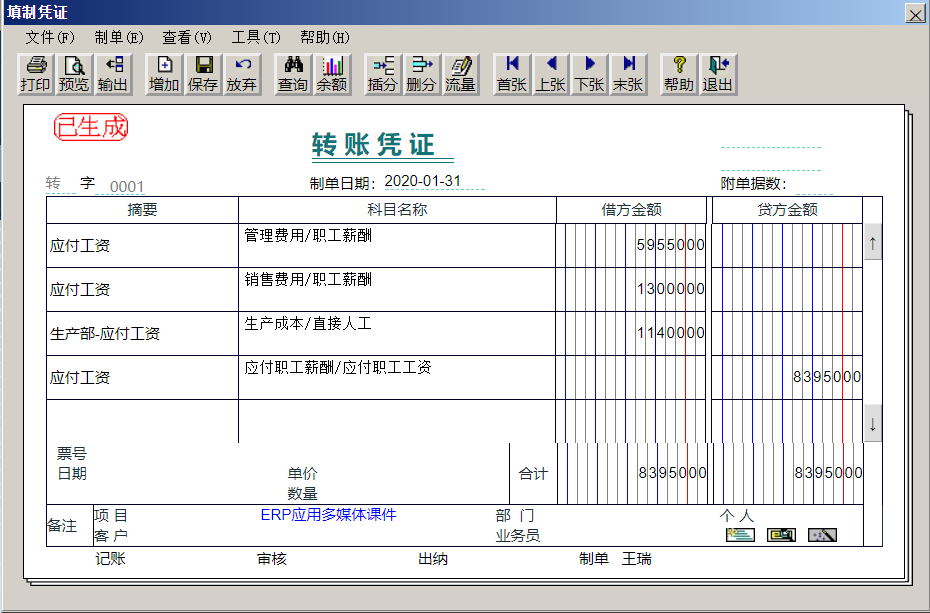 填制凭证
文件(F) 制单(E) 查看(V) 工具(T) 帮助(H)
打印 预览 输出 增加 保存 放弃 查询 余额 插分 删分 流量 首张 上张 下张 末张 帮助 退出
已生成
转账凭证
转 字 0001 制单日期: 2020-01-31 附单据数:
摘要 科目名称 借方金额 贷方金额
应付工资 管理费用/职工薪酬 5955000
应付工资 销售费用/职工薪酬 1300000
生产部-应付工资 生产成本/直接人工 1140000
应付工资 应付职工薪酬/应付职工工资 8395000
票号
日期 单价 合计 8395000 8395000
数量
备注 项目 ERP应用多媒体课件 部门 个人
客户 业务员
记账 审核 出纳 制单 王瑞